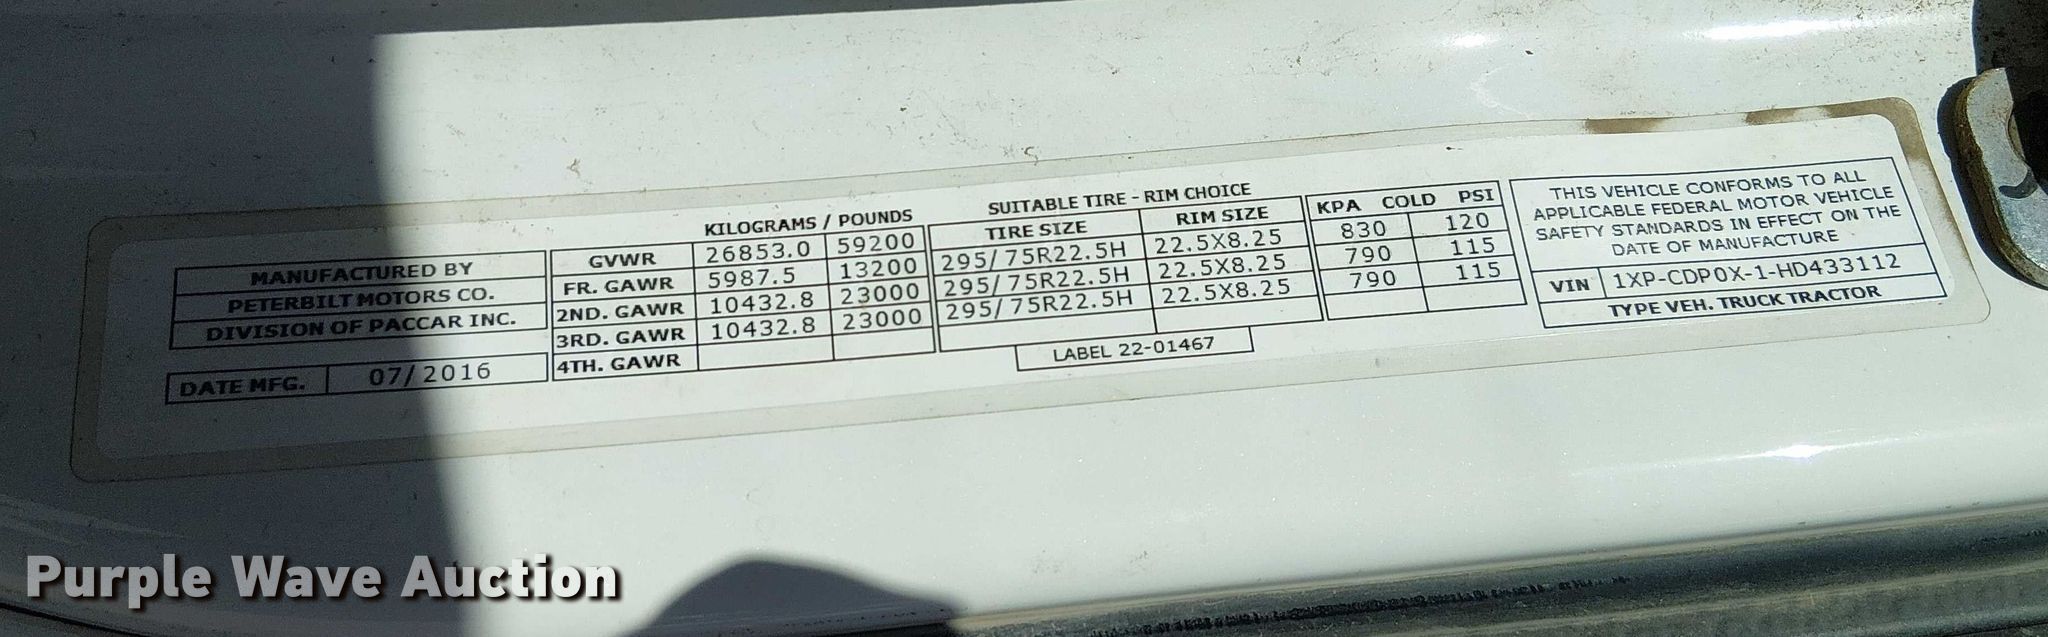 MANUFACTURED BY
PETERBILT MOTORS CO.
DIVISION OF PACCAR INC.
DATE MFG. 07/2016
KILOGRAMS / POUNDS
GVWR 26853.0 59200
FR. GAWR 5987.5 13200
2ND. GAWR 10432.8 23000
3RD. GAWR 10432.8 23000
4TH. GAWR
SUITABLE TIRE - RIM CHOICE
TIRE SIZE RIM SIZE
295/75R22.5H 22.5X8.25
295/75R22.5H 22.5X8.25
295/75R22.5H 22.5X8.25
KPA COLD PSI
830 120
790 115
790 115
LABEL 22-01467
THIS VEHICLE CONFORMS TO ALL
APPLICABLE FEDERAL MOTOR VEHICLE
SAFETY STANDARDS IN EFFECT ON THE
DATE OF MANUFACTURE
VIN 1XP-CDP0X-1-HD433112
TYPE VEH. TRUCK TRACTOR
Purple Wave Auction